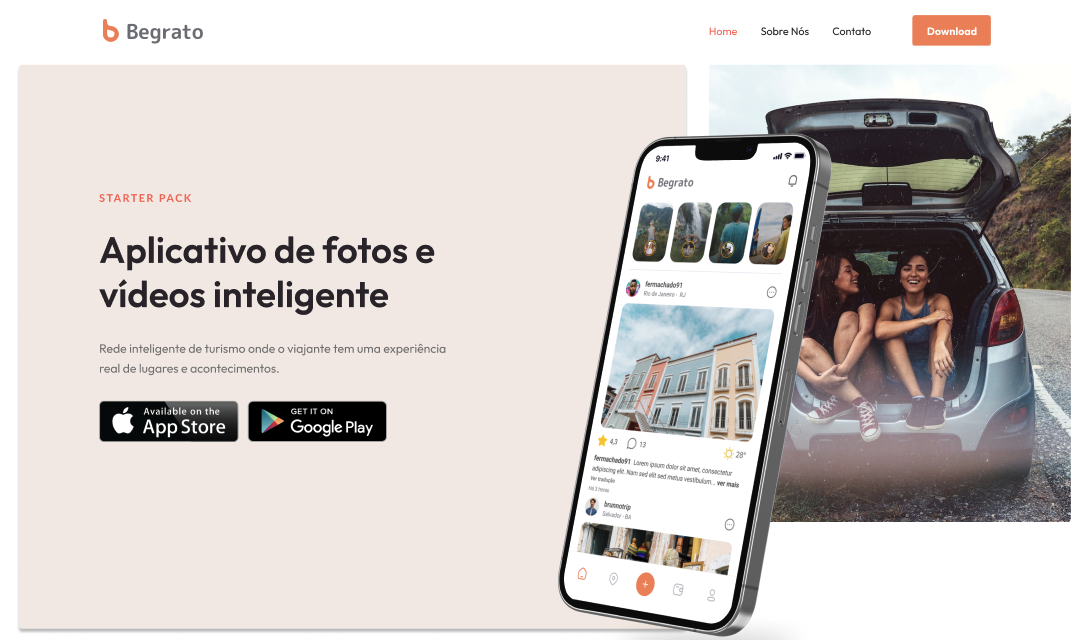 Begrato
Home
Sobre Nós
Contato
Download
STARTER PACK
Aplicativo de fotos e
vídeos inteligente
Rede inteligente de turismo onde o viajante tem uma experiência
real de lugares e acontecimentos.
Available on the
App Store
GET IT ON
Google Play
9:41
Begrato
fermachado91
Rio de Janeiro - RJ
4,3
13
28°
fermachado91 Lorem ipsum dolor sit amet, consectetur
adipiscing elit. Nam sed elit sed metus vestibulum... ver mais
Ver tradução
Há 3 horas
brunnotrip
Salvador - BA